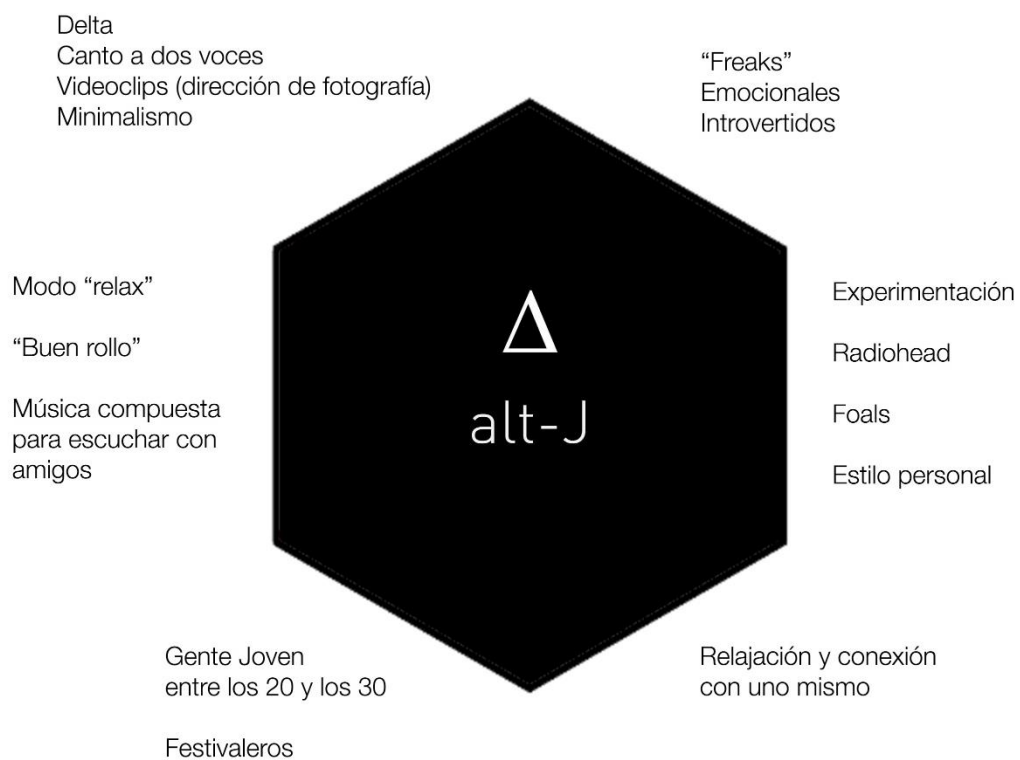 Delta
Canto a dos voces
Videoclips (dirección de fotografía)
Minimalismo
“Freaks”
Emocionales
Introvertidos
Modo “relax”
“Buen rollo”
Música compuesta
para escuchar con
amigos
Δ
alt-J
Experimentación
Radiohead
Foals
Estilo personal
Gente Joven
entre los 20 y los 30
Festivaleros
Relajación y conexión
con uno mismo